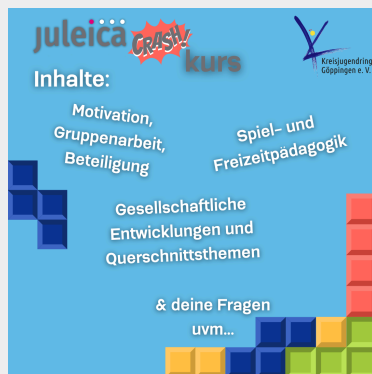 juleica CRASH!
kurs
Kreisjugendring
Göppingen e. V.
Inhalte:
Motivation,
Gruppenarbeit,
Beteiligung
Spiel- und
Freizeitpädagogik
Gesellschaftliche
Entwicklungen und
Querschnittsthemen
& deine Fragen
uvm...